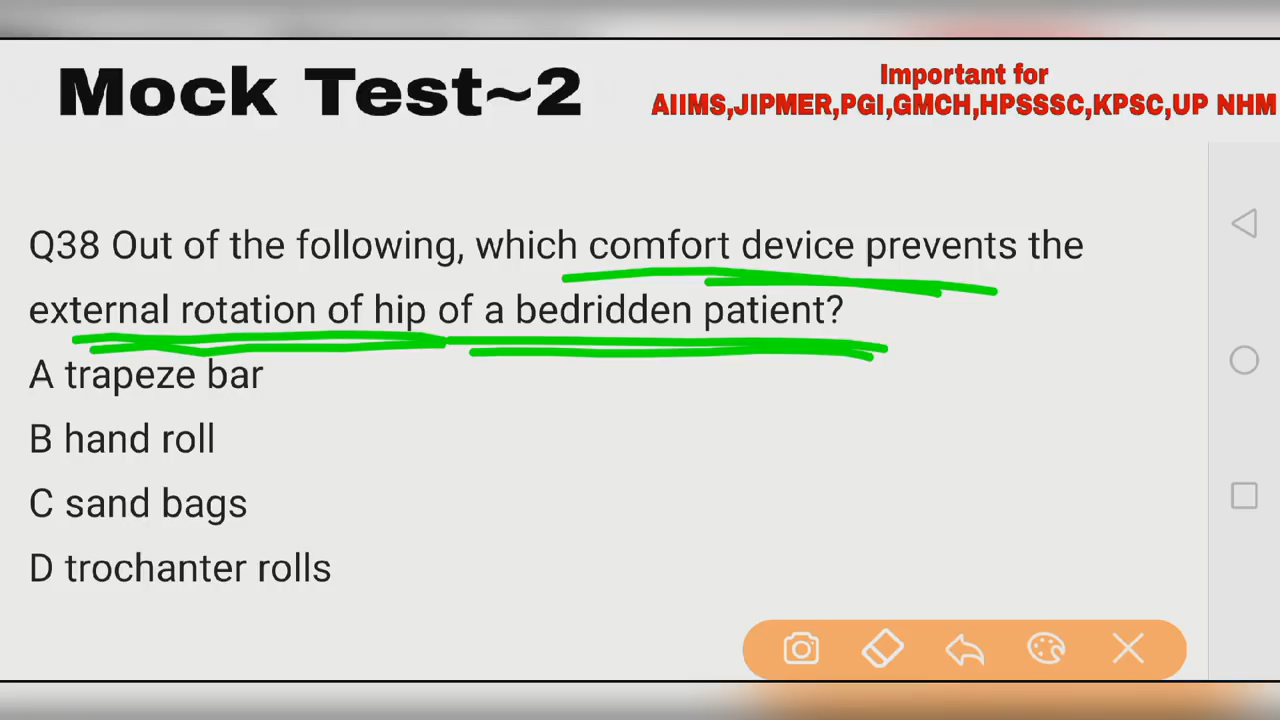 Mock Test~2
Important for
AIIMS,JIPMER,PGI,GMCH,HPSSSC,KPSC,UP NHM
Q38 Out of the following, which comfort device prevents the
external rotation of hip of a bedridden patient?
A trapeze bar
B hand roll
C sand bags
D trochanter rolls